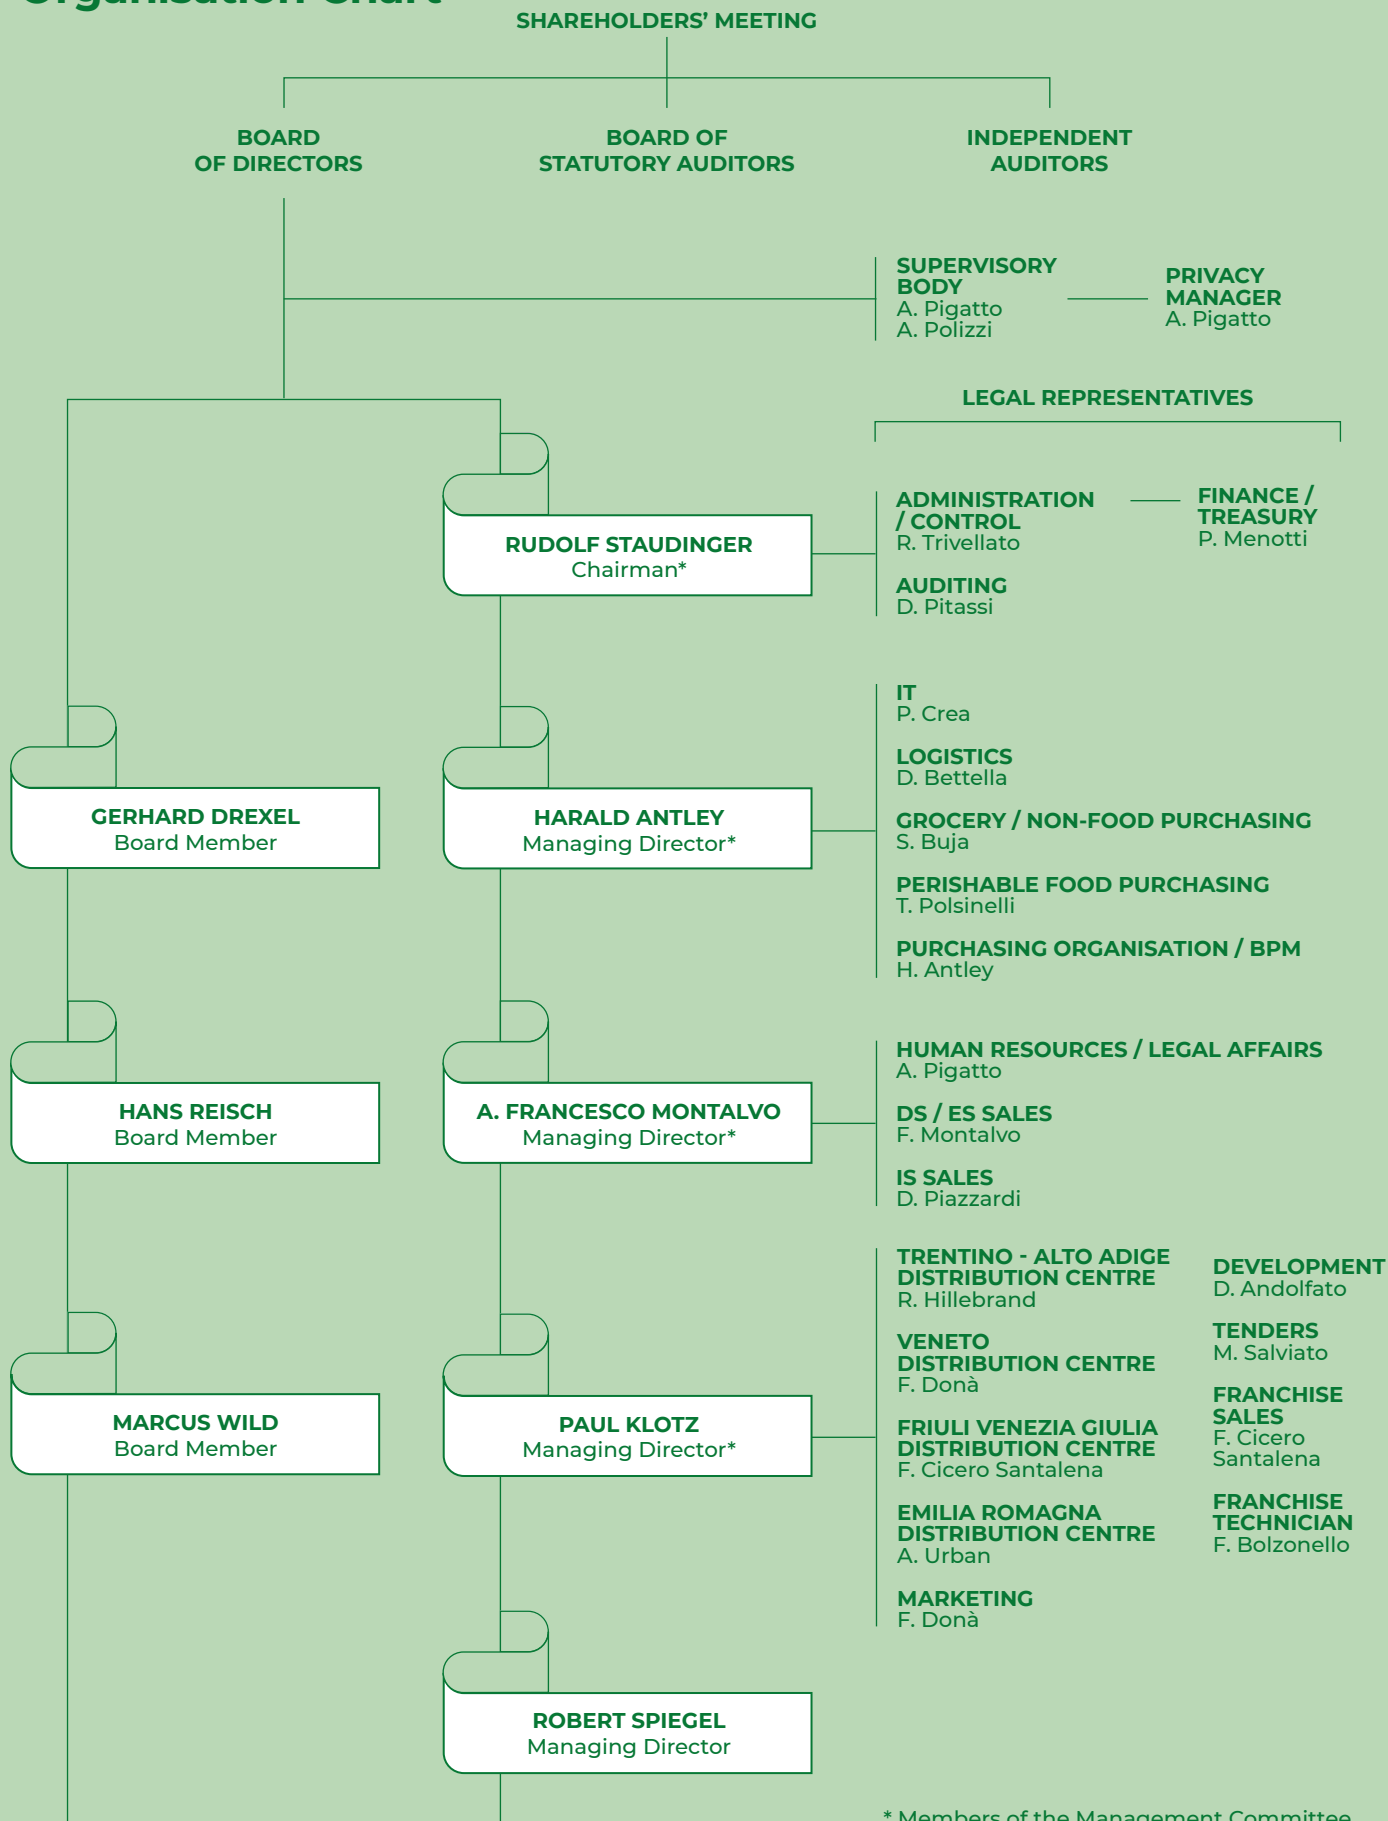 Organisation Chart
SHAREHOLDERS' MEETING
BOARD
OF DIRECTORS
BOARD OF
STATUTORY AUDITORS
INDEPENDENT
AUDITORS
SUPERVISORY
BODY
A. Pigatto
A. Polizzi
PRIVACY
MANAGER
A. Pigatto
LEGAL REPRESENTATIVES
RUDOLF STAUDINGER
Chairman*
ADMINISTRATION
/ CONTROL
R. Trivellato
FINANCE /
TREASURY
P. Menotti
AUDITING
D. Pitassi
GERHARD DREXEL
Board Member
HARALD ANTLEY
Managing Director*
IT
P. Crea
LOGISTICS
D. Bettella
GROCERY / NON-FOOD PURCHASING
S. Buja
PERISHABLE FOOD PURCHASING
T. Polsinelli
PURCHASING ORGANISATION / BPM
H. Antley
HANS REISCH
Board Member
A. FRANCESCO MONTALVO
Managing Director*
HUMAN RESOURCES / LEGAL AFFAIRS
A. Pigatto
DS / ES SALES
F. Montalvo
IS SALES
D. Piazzardi
MARCUS WILD
Board Member
PAUL KLOTZ
Managing Director*
TRENTINO - ALTO ADIGE
DISTRIBUTION CENTRE
R. Hillebrand
VENETO
DISTRIBUTION CENTRE
F. Donà
FRIULI VENEZIA GIULIA
DISTRIBUTION CENTRE
F. Cicero Santalena
EMILIA ROMAGNA
DISTRIBUTION CENTRE
A. Urban
MARKETING
F. Donà
DEVELOPMENT
D. Andolfato
TENDERS
M. Salviato
FRANCHISE
SALES
F. Cicero
Santalena
FRANCHISE
TECHNICIAN
F. Bolzonello
ROBERT SPIEGEL
Managing Director
* Members of the Management Committee